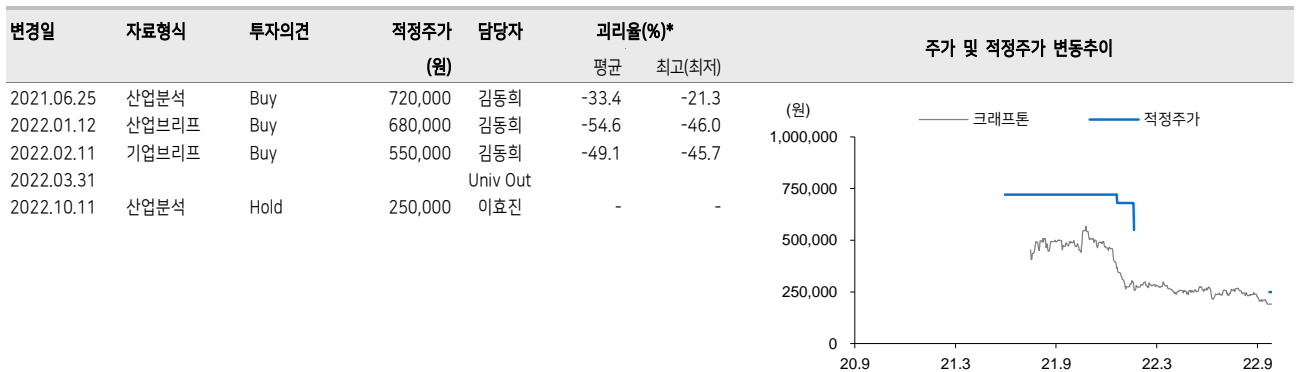 변경일 자료형식 투자의견 적정주가 담당자 괴리율(%)*
(원) 평균 최고(최저)
2021.06.25 산업분석 Buy 720,000 김동희 -33.4 -21.3
2022.01.12 산업브리프 Buy 680,000 김동희 -54.6 -46.0
2022.02.11 기업브리프 Buy 550,000 김동희 -49.1 -45.7
2022.03.31 Univ Out
2022.10.11 산업분석 Hold 250,000 이효진 - -
주가 및 적정주가 변동추이
(원)
크래프톤 적정주가
1,000,000
750,000
500,000
250,000
0
20.9 21.3 21.9 22.3 22.9